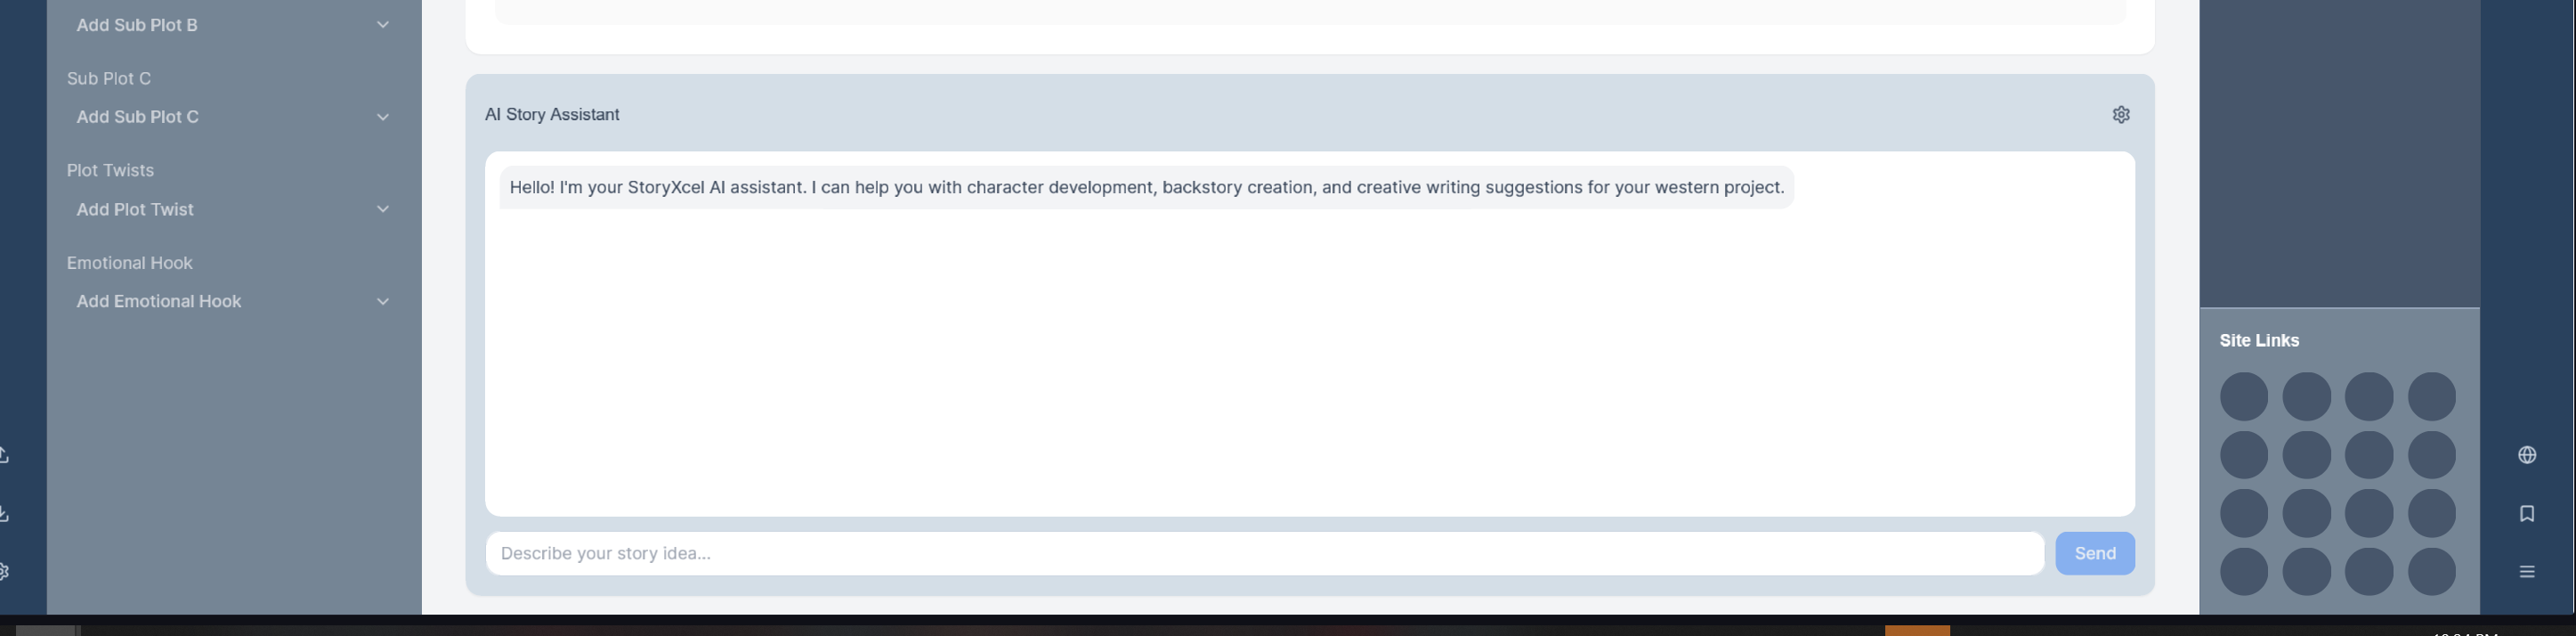 Add Sub Plot B
Sub Plot C
Add Sub Plot C
Plot Twists
Add Plot Twist
Emotional Hook
Add Emotional Hook
AI Story Assistant
Hello! I'm your StoryXcel AI assistant. I can help you with character development, backstory creation, and creative writing suggestions for your western project.
Describe your story idea...
Send
Site Links